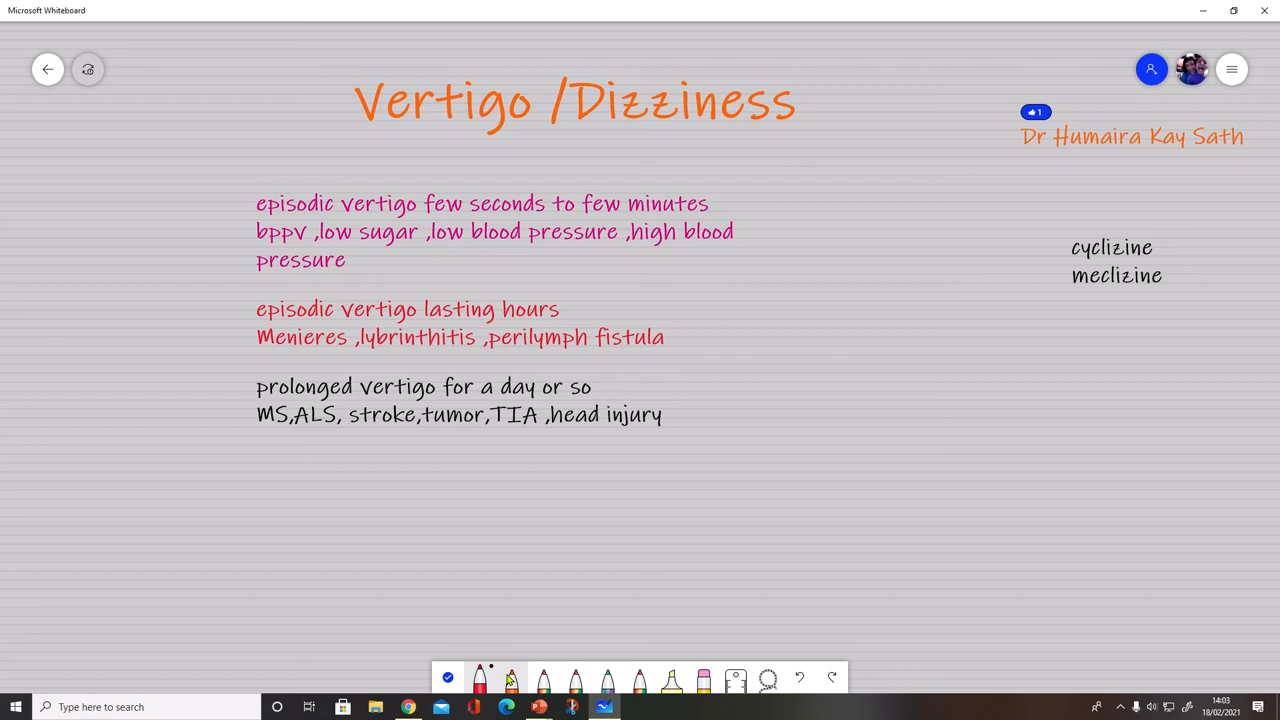 Microsoft Whiteboard
Vertigo /Dizziness
1
Dr Humaira Kay Sath
episodic vertigo few seconds to few minutes
bppv ,low sugar ,low blood pressure ,high blood
pressure
cyclizine
meclizine
episodic vertigo lasting hours
Menieres ,lybrinthitis ,perilymph fistula
prolonged vertigo for a day or so
MS,ALS, stroke,tumor,TIA ,head injury
Type here to search
14:03
18/02/2021